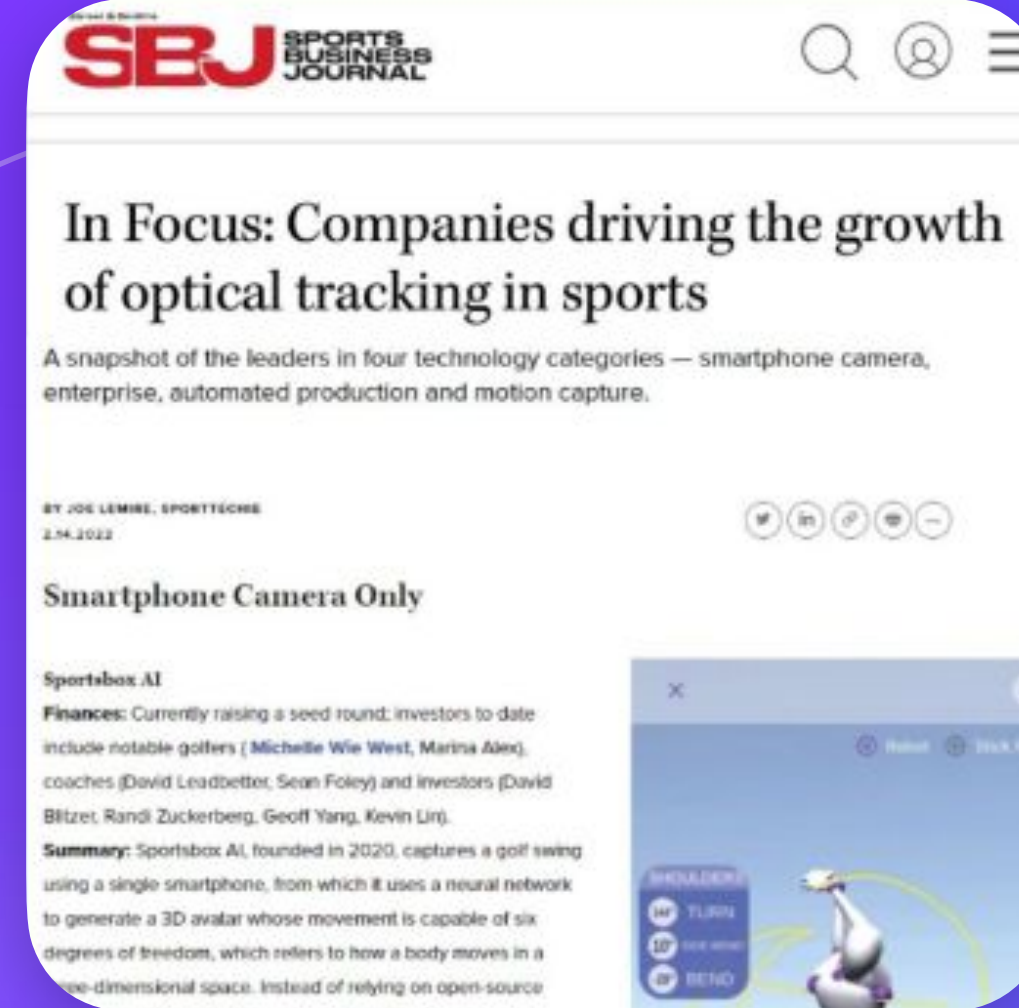 SBJ SPORTS
BUSINESS
JOURNAL
In Focus: Companies driving the growth
of optical tracking in sports
A snapshot of the leaders in four technology categories — smartphone camera,
enterprise, automated production and motion capture.
BY JOE LEMIRE, SPORTTECHIE
2.14.2022
Smartphone Camera Only
Sportsbox AI
Finances: Currently raising a seed round; investors to date
include notable golfers ( Michelle Wie West, Marina Alex),
coaches (David Leadbetter, Sean Foley) and investors (David
Blitzer, Randi Zuckerberg, Geoff Yang, Kevin Lin).
Summary: Sportsbox AI, founded in 2020, captures a golf swing
using a single smartphone, from which it uses a neural network
to generate a 3D avatar whose movement is capable of six
degrees of freedom, which refers to how a body moves in a
ree-dimensional space. Instead of relying on open-source
Robot
Stick
SHOULDERS
TURN
BEND